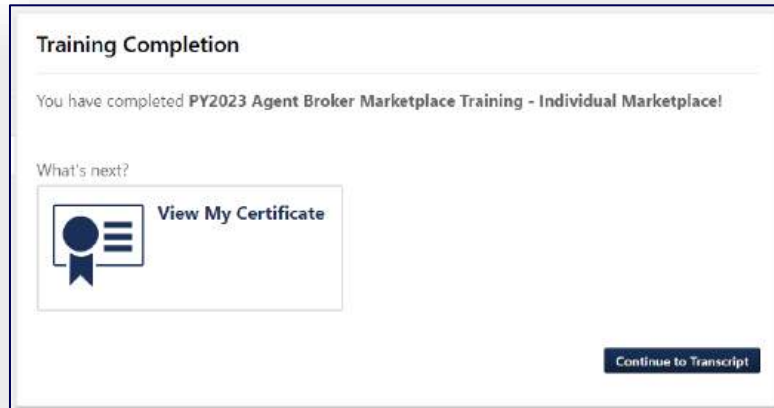 Training Completion
You have completed PY2023 Agent Broker Marketplace Training - Individual Marketplace!
What's next?
View My Certificate
Continue to Transcript